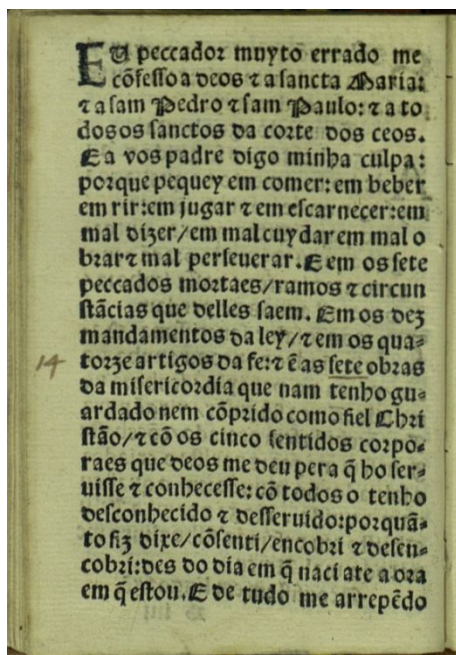 EU peccador muyto errado me
cõfesso a deos ⁊ a sancta Maria:
⁊ a sam Pedro ⁊ sam Paulo: ⁊ a to
dos os sanctos da corte dos ceos.
E a vos padre digo minha culpa:
porque pequey em comer: em beber
em rir: em jugar ⁊ em escarnecer: em
mal dizer/em mal cuydar em mal o
brar ⁊ mal perseuerar. E em os sete
peccados mortaes/ramos ⁊ circun
stãcias que delles saem. Em os dez
mandamentos da ley/⁊ em os qua-
14 torze artigos da fe: ⁊ ẽ as sete obras
da misericordia que nam tenho gu-
ardado nem cõprido como fiel Chri
stão/⁊ cõ os cinco sentidos corpo-
raes que deos me deu pera q̃ ho ser-
uisse ⁊ conhecesse: cõ todos o tenho
desconhecido ⁊ desseruido: porquã-
to fiz dixe/cõsenti/encobri ⁊ desen-
cobri: des do dia em q̃ naci ate a ora
em q̃ estou. E de tudo me arrepẽdo